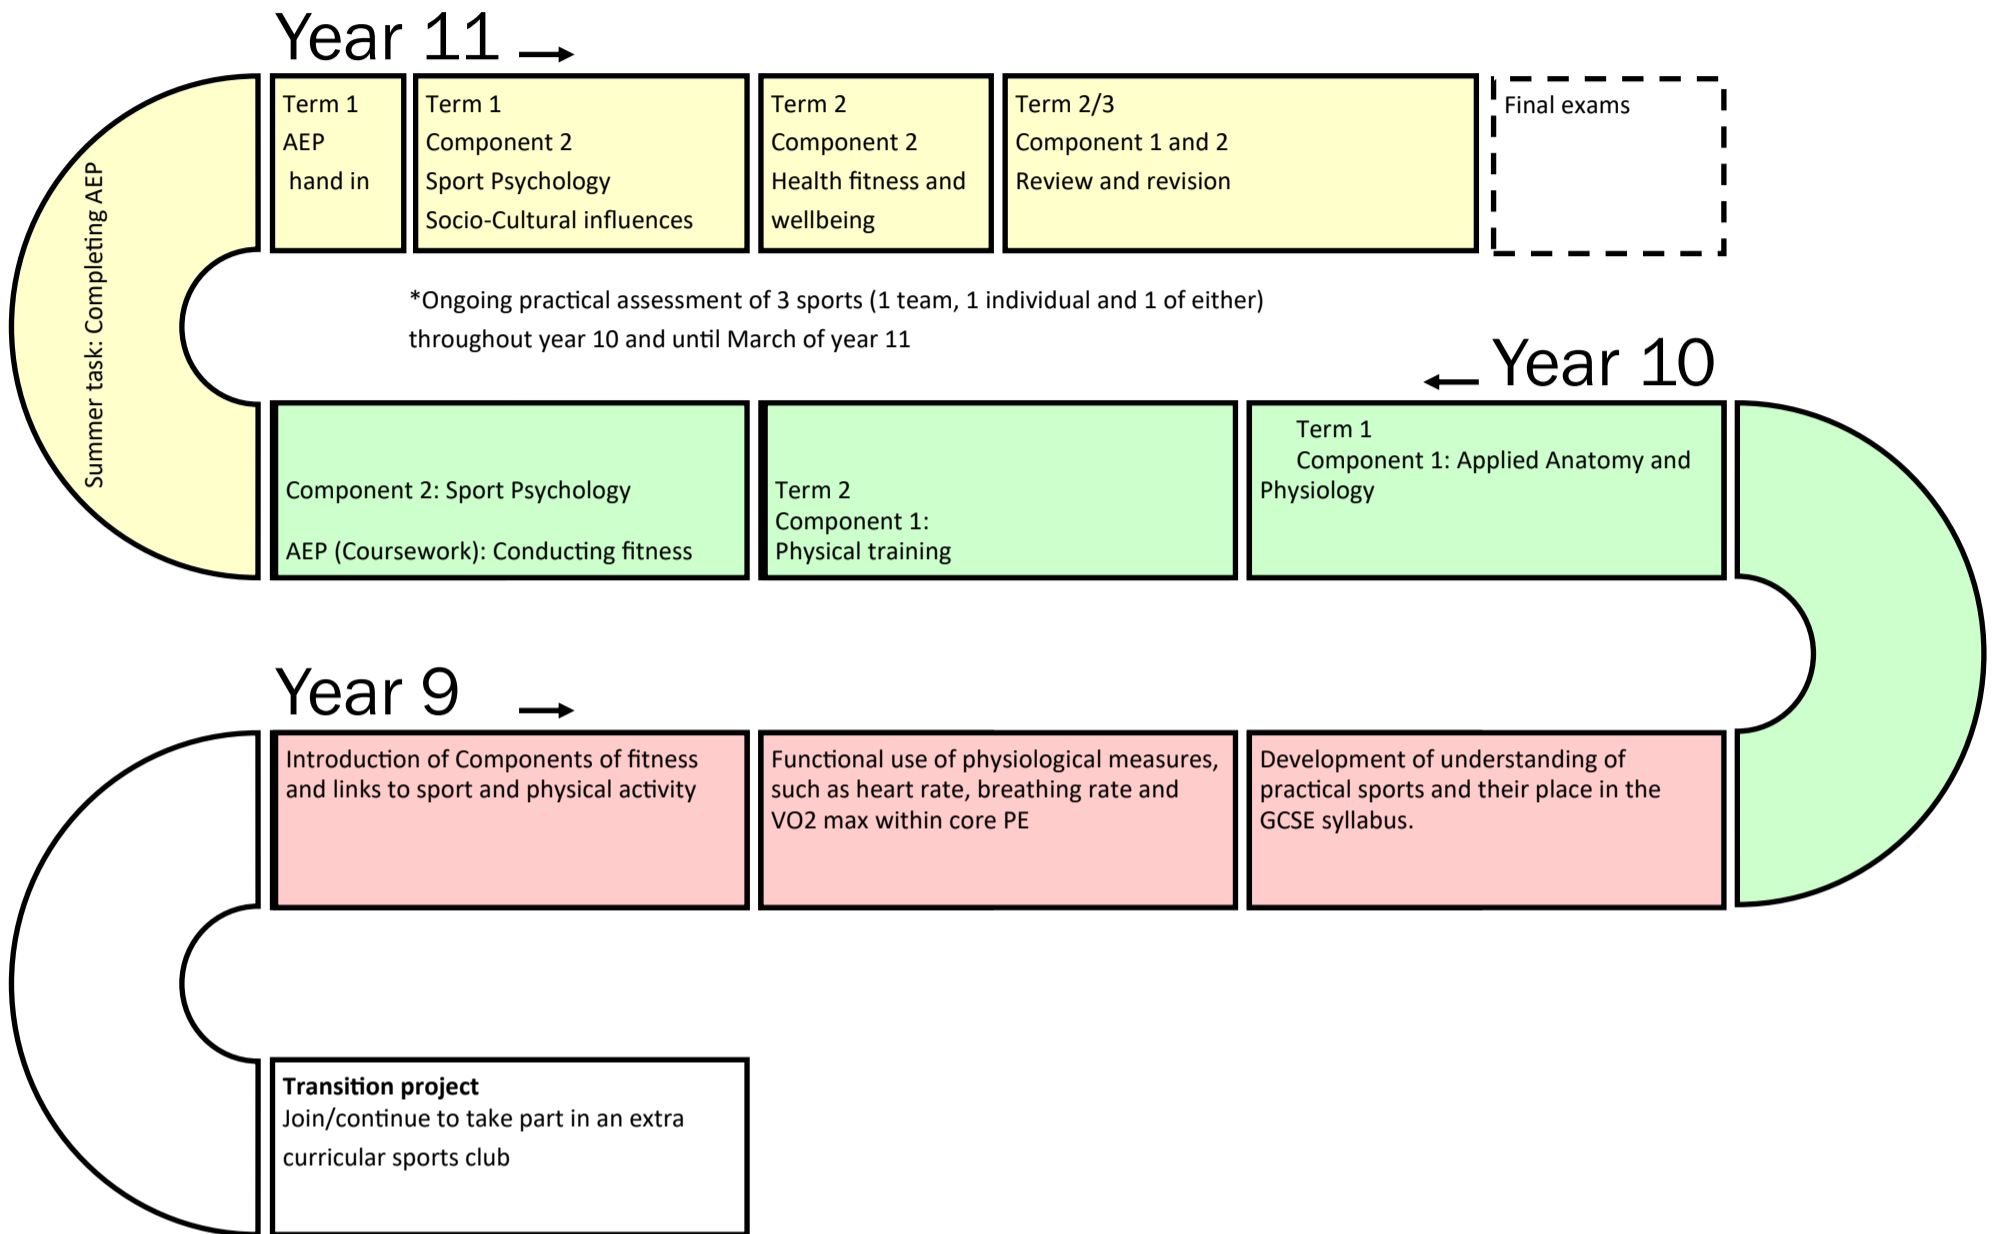 Year 11
Term 1
AEP
hand in
Term 1
Component 2
Sport Psychology
Socio-Cultural influences
Term 2
Component 2
Health fitness and
wellbeing
Term 2/3
Component 1 and 2
Review and revision
Final exams
Summer task: Completing AEP
*Ongoing practical assessment of 3 sports (1 team, 1 individual and 1 of either)
throughout year 10 and until March of year 11
Year 10
Component 2: Sport Psychology
AEP (Coursework): Conducting fitness
Term 2
Component 1:
Physical training
Term 1
Component 1: Applied Anatomy and
Physiology
Year 9
Introduction of Components of fitness
and links to sport and physical activity
Functional use of physiological measures,
such as heart rate, breathing rate and
VO2 max within core PE
Development of understanding of
practical sports and their place in the
GCSE syllabus.
Transition project
Join/continue to take part in an extra
curricular sports club